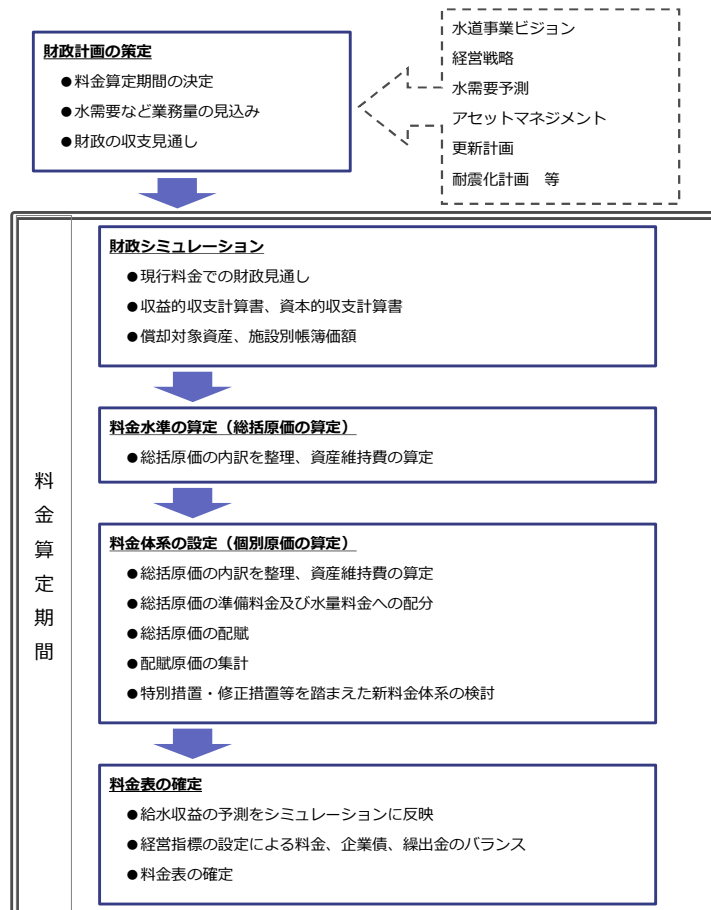 財政計画の策定
●料金算定期間の決定
●水需要など業務量の見込み
●財政の収支見通し
水道事業ビジョン
経営戦略
水需要予測
アセットマネジメント
更新計画
耐震化計画　等
料金算定期間
財政シミュレーション
●現行料金での財政見通し
●収益的収支計算書、資本的収支計算書
●償却対象資産、施設別帳簿価額
料金水準の算定（総括原価の算定）
●総括原価の内訳を整理、資産維持費の算定
料金体系の設定（個別原価の算定）
●総括原価の内訳を整理、資産維持費の算定
●総括原価の準備料金及び水量料金への配分
●総括原価の配賦
●配賦原価の集計
●特別措置・修正措置等を踏まえた新料金体系の検討
料金表の確定
●給水収益の予測をシミュレーションに反映
●経営指標の設定による料金、企業債、繰出金のバランス
●料金表の確定